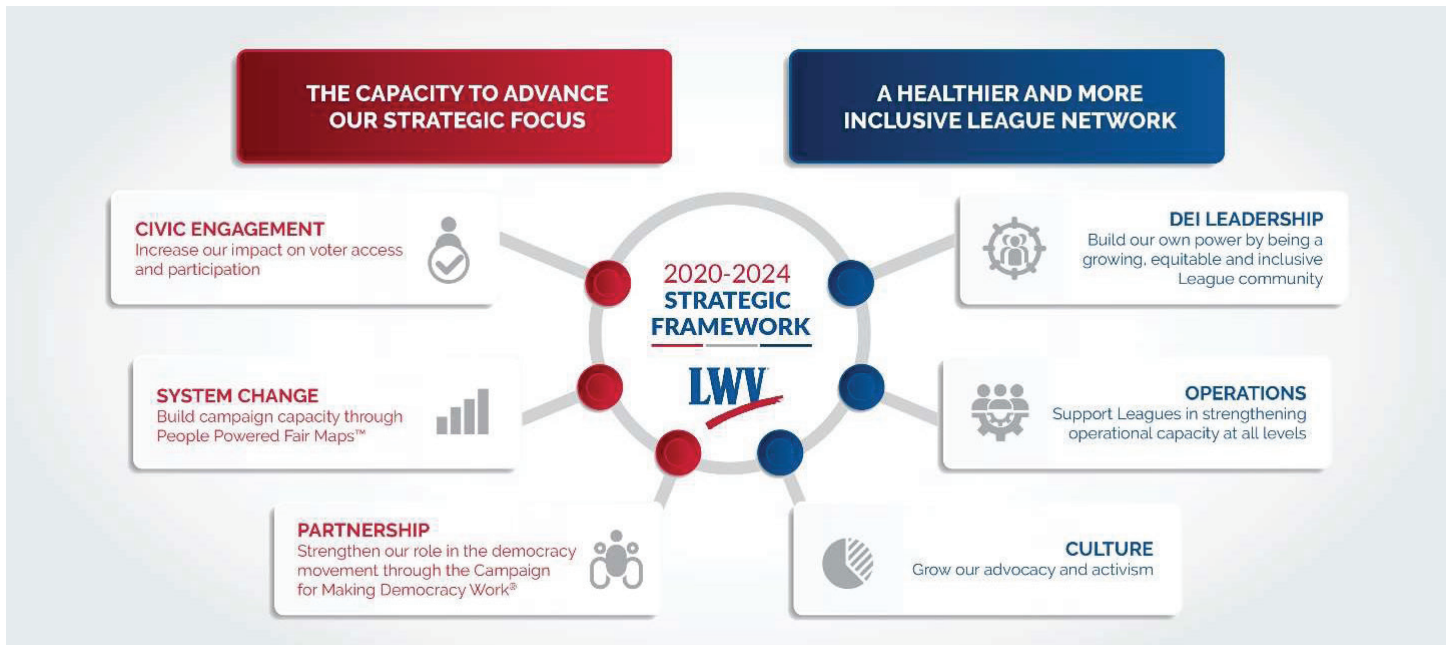 THE CAPACITY TO ADVANCE
OUR STRATEGIC FOCUS
A HEALTHIER AND MORE
INCLUSIVE LEAGUE NETWORK
CIVIC ENGAGEMENT
Increase our impact on voter access
and participation
SYSTEM CHANGE
Build campaign capacity through
People Powered Fair Maps™
PARTNERSHIP
Strengthen our role in the democracy
movement through the Campaign
for Making Democracy Work®
2020-2024
STRATEGIC
FRAMEWORK
LWV
DEI LEADERSHIP
Build our own power by being a
growing, equitable and inclusive
League community
OPERATIONS
Support Leagues in strengthening
operational capacity at all levels
CULTURE
Grow our advocacy and activism